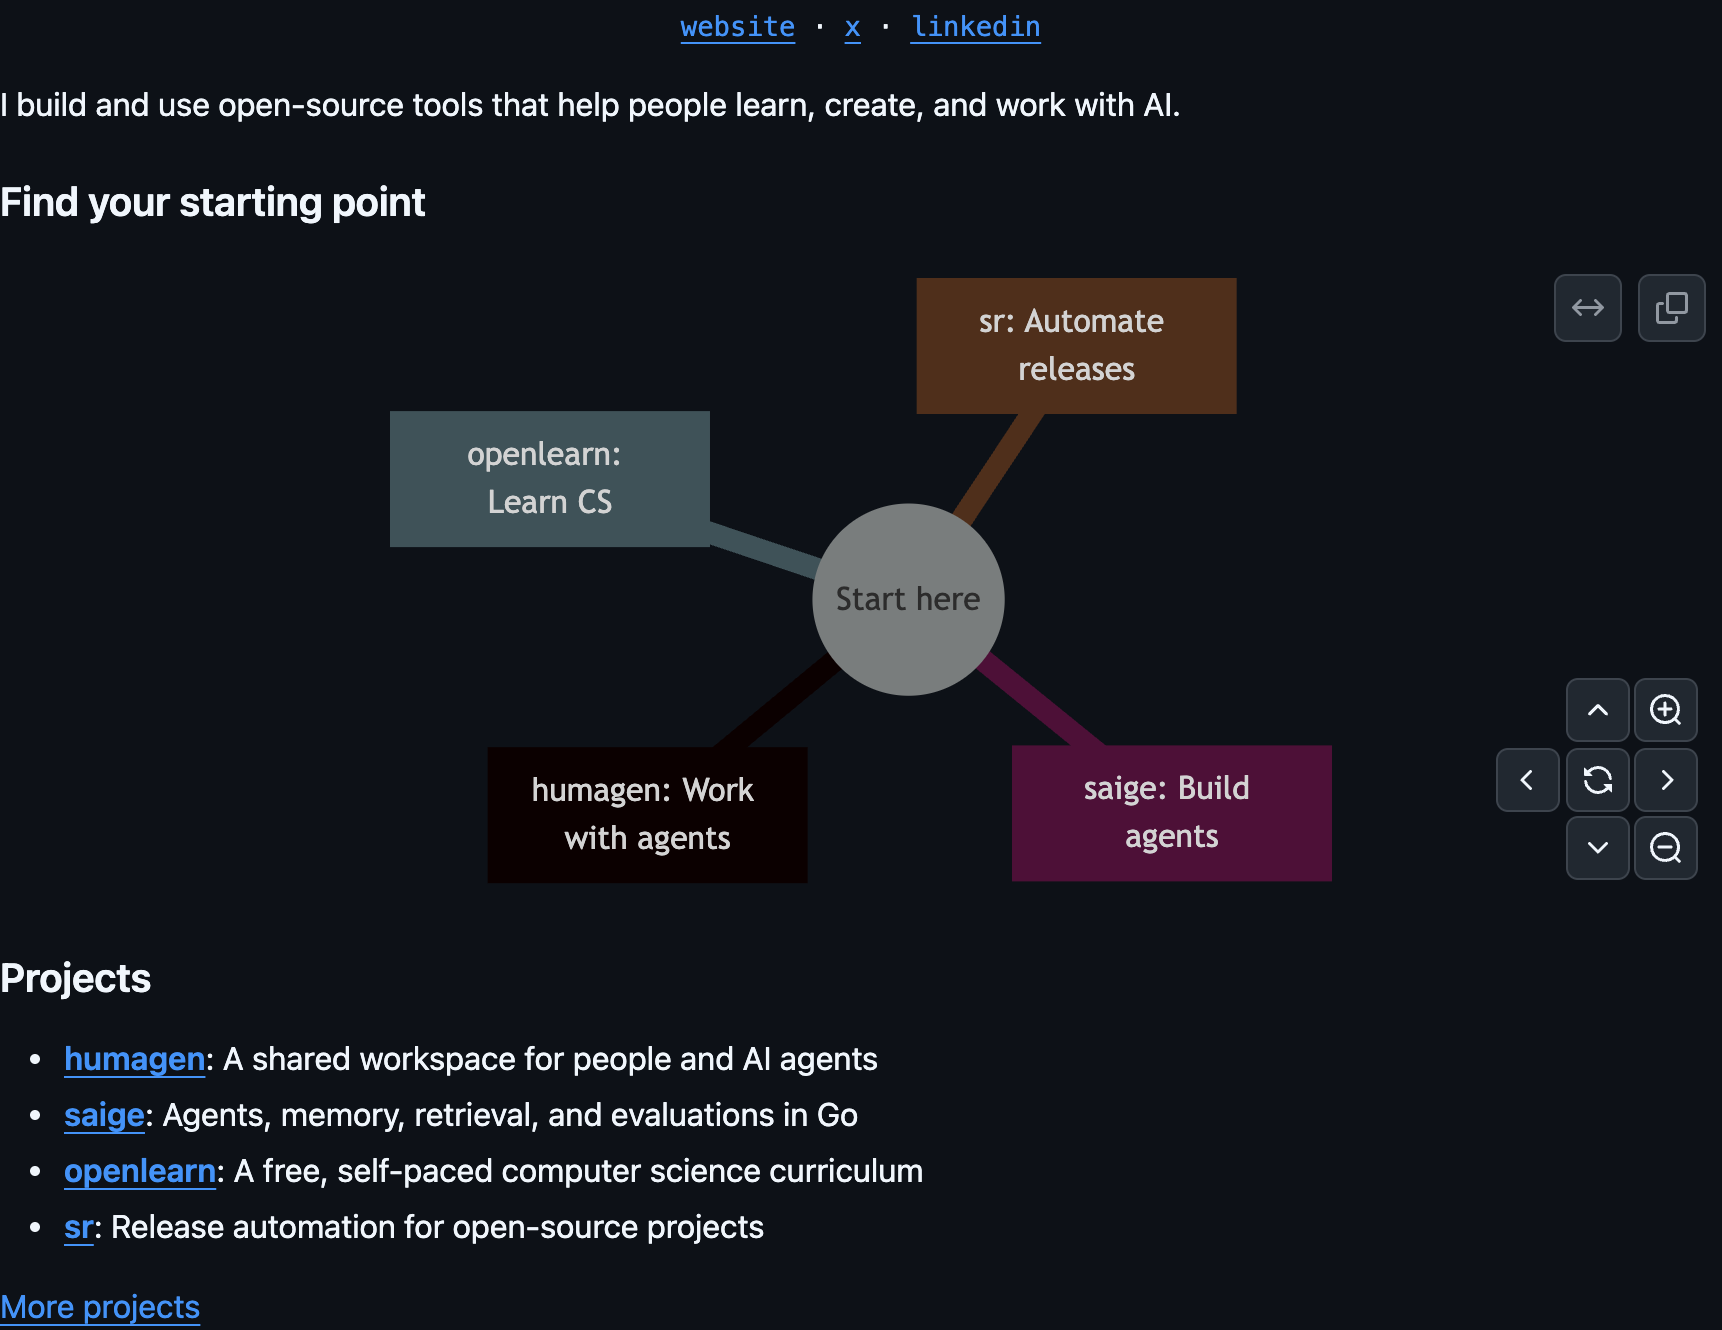 website · x · linkedin
I build and use open-source tools that help people learn, create, and work with AI.
Find your starting point
sr: Automate
releases
openlearn:
Learn CS
Start here
humagen: Work
with agents
saige: Build
agents
Projects
• humagen: A shared workspace for people and AI agents
• saige: Agents, memory, retrieval, and evaluations in Go
• openlearn: A free, self-paced computer science curriculum
• sr: Release automation for open-source projects
More projects